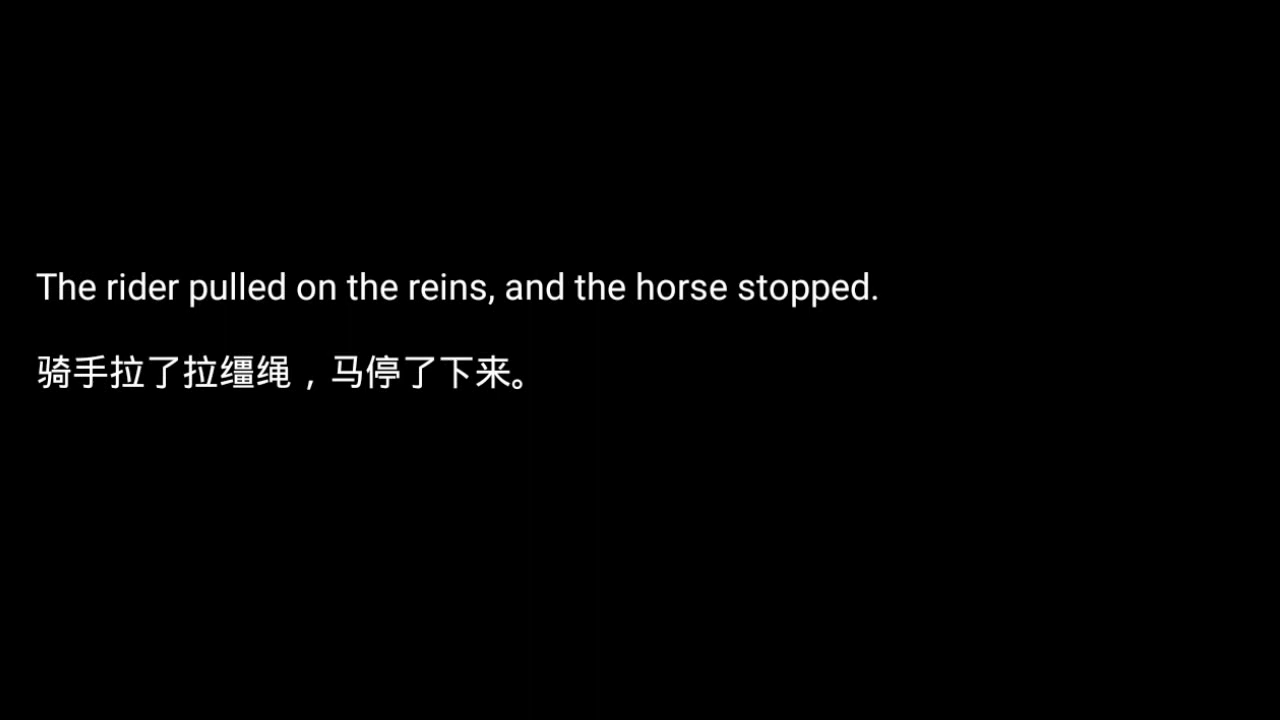 The rider pulled on the reins, and the horse stopped.
骑手拉了拉缰绳，马停了下来。